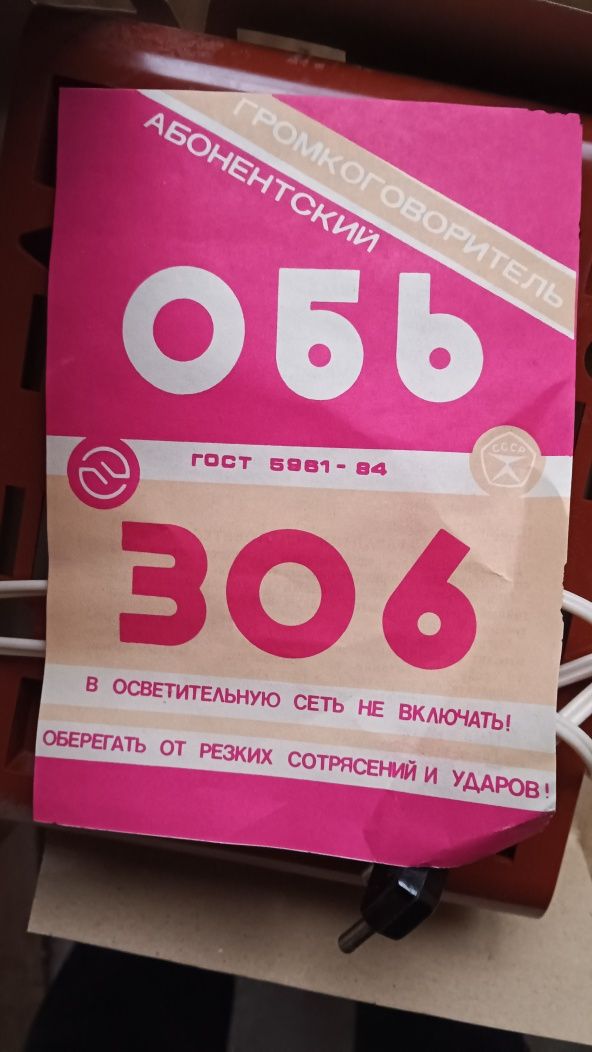 ГРОМКОГОВОРИТЕЛЬ
АБОНЕНТСКИЙ
ОБЬ
ГОСТ 5961-84
СССР
306
В ОСВЕТИТЕЛЬНУЮ СЕТЬ НЕ ВКЛЮЧАТЬ!
ОБЕРЕГАТЬ ОТ РЕЗКИХ СОТРЯСЕНИЙ И УДАРОВ!